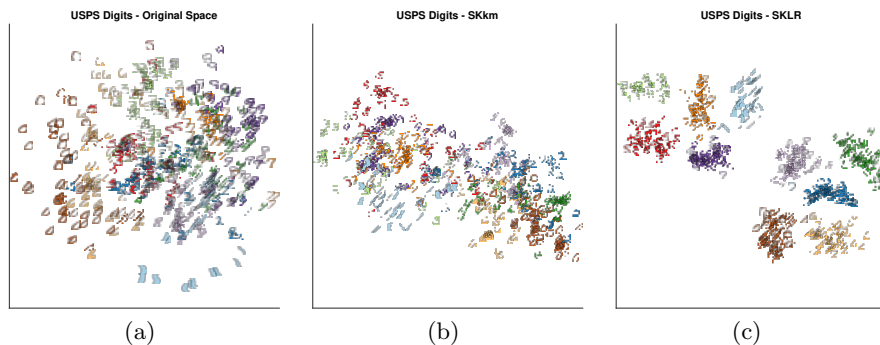 USPS Digits - Original Space
USPS Digits - SKkm
USPS Digits - SKLR
(a)
(b)
(c)